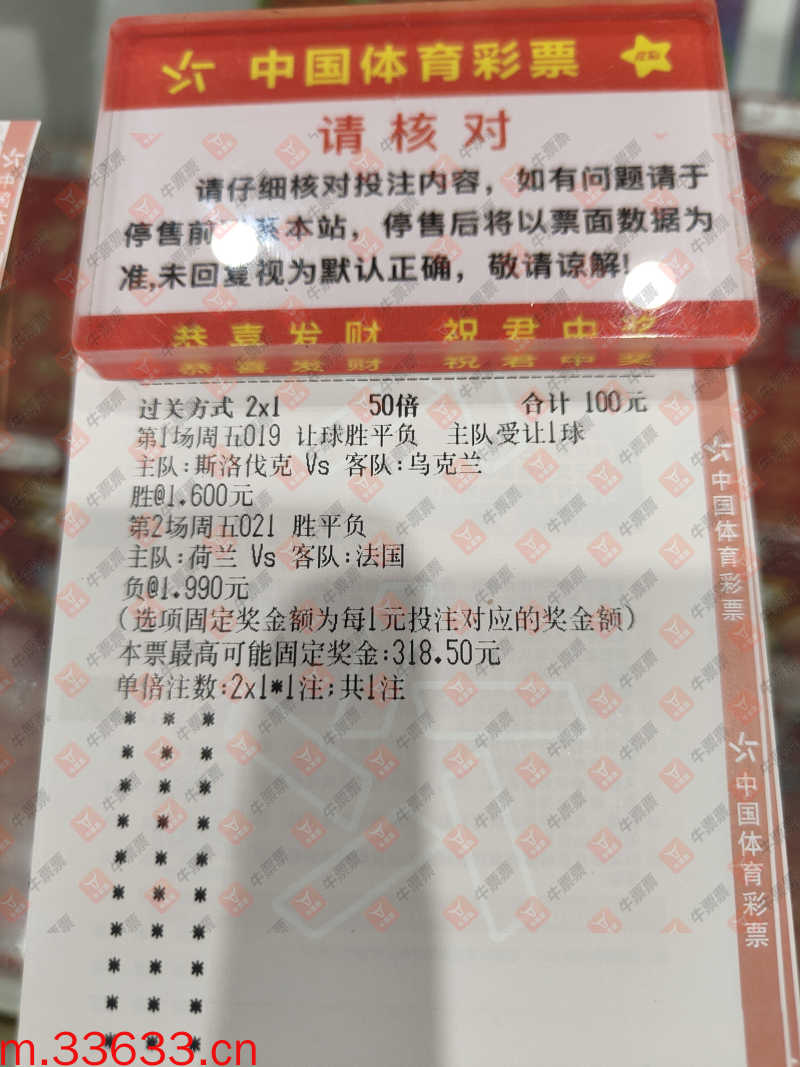 中国体育彩票
请核对
请仔细核对投注内容，如有问题请于
停售前 系本站，停售后将以票面数据为
准,未回复视为默认正确，敬请谅解!
恭喜发财 祝君中奖
过关方式 2x1 50倍 合计 100元
第1场周五019 让球胜平负 主队受让1球
主队:斯洛伐克 Vs 客队:乌克兰
胜@1.600元
第2场周五021 胜平负
主队:荷兰 Vs 客队:法国
负@1.990元
(选项固定奖金额为每1元投注对应的奖金额)
本票最高可能固定奖金:318.50元
单倍注数:2x1*1注;共1注
中国体育彩票
中国体育彩票
牛票票
m.33633.cn